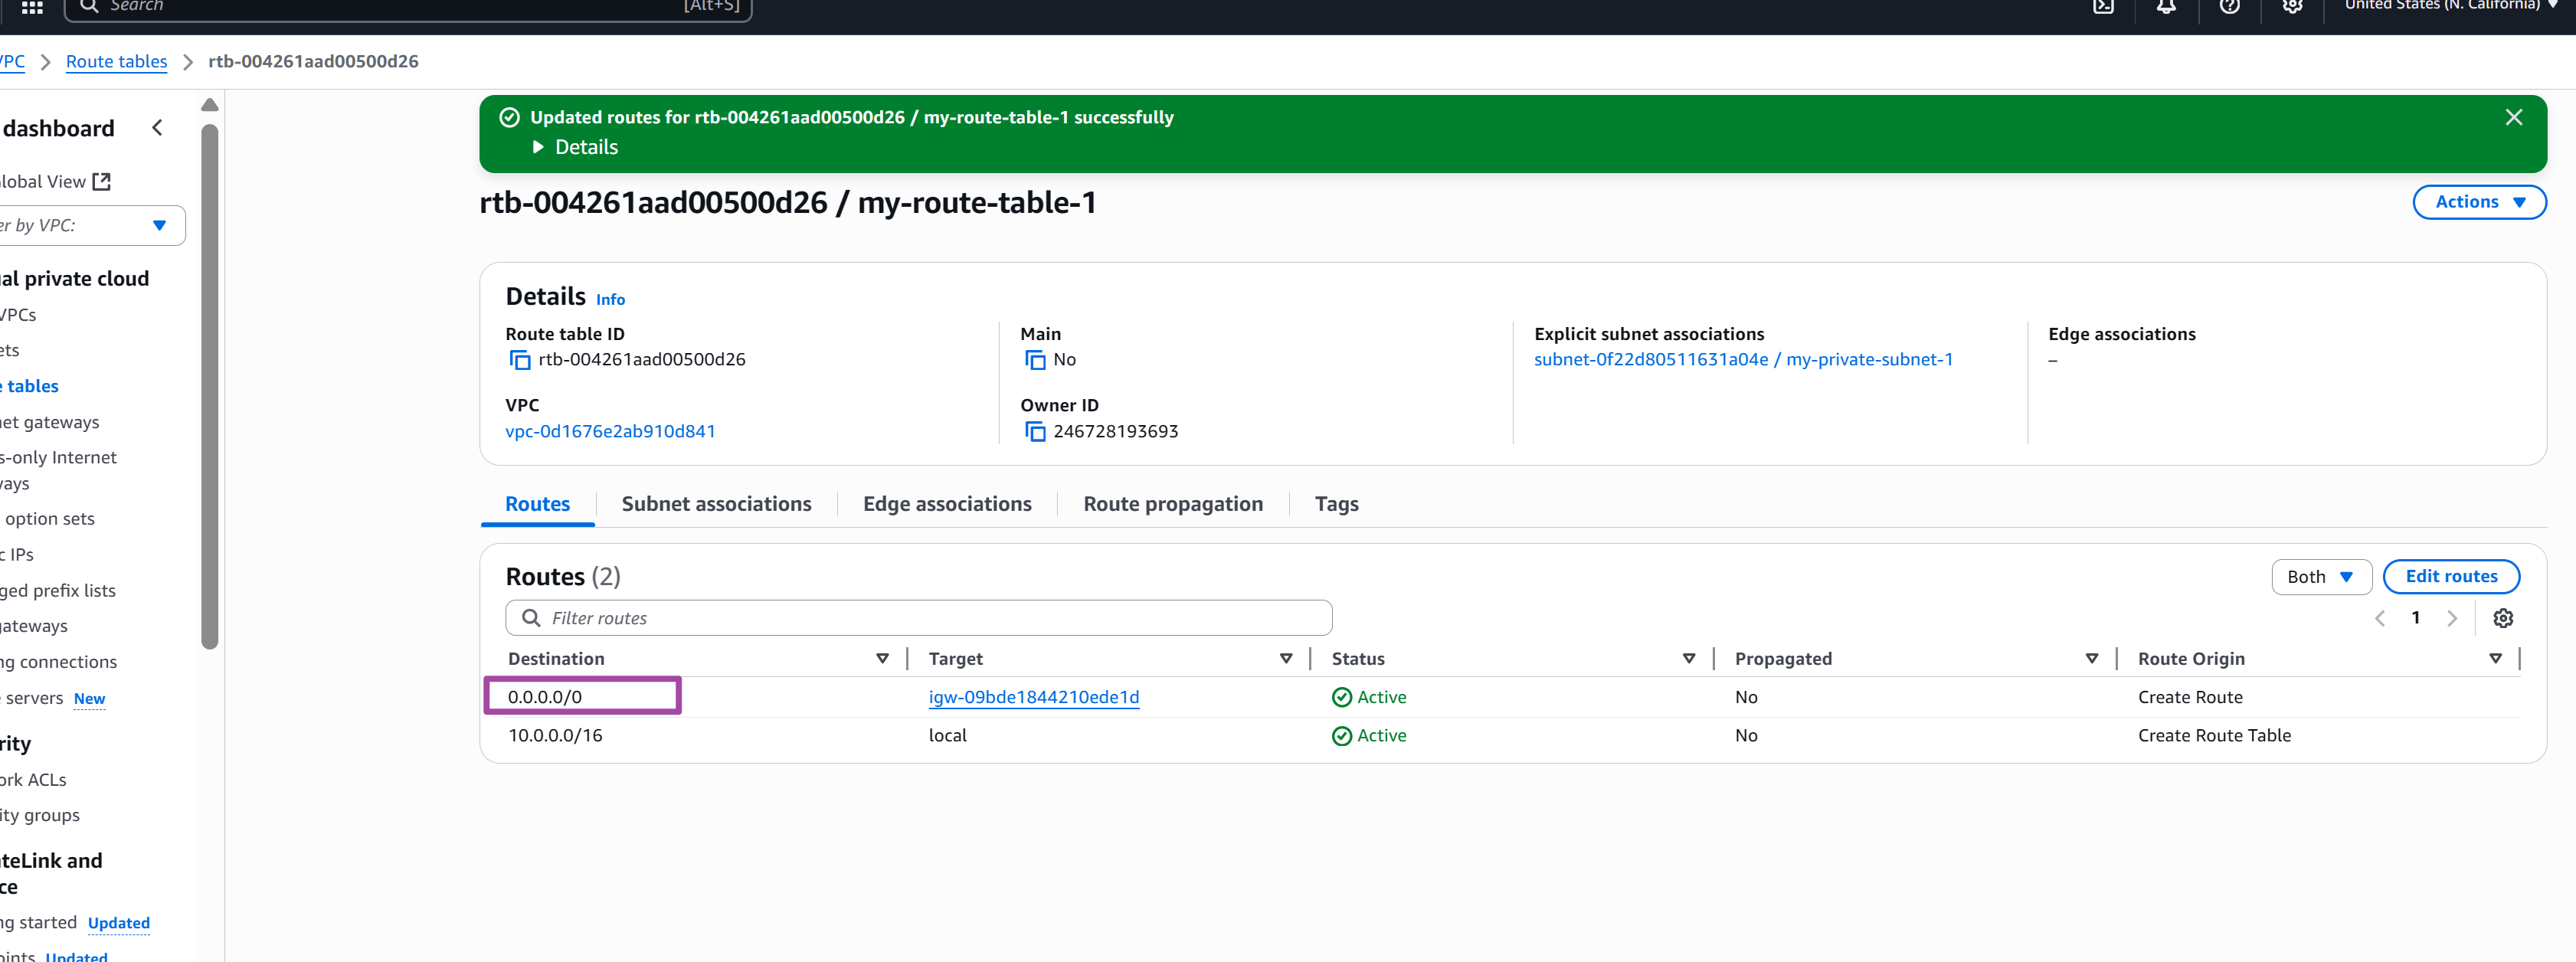 Search [Alt+S] United States (N. California)
VPC > Route tables > rtb-004261aad00500d26
dashboard
Global View
er by VPC:
al private cloud
VPCs
ets
e tables
et gateways
s-only Internet
ays
option sets
c IPs
ged prefix lists
gateways
ng connections
e servers New
rity
ork ACLs
ity groups
ateLink and
ce
ng started Updated
oints Updated
Updated routes for rtb-004261aad00500d26 / my-route-table-1 successfully
Details
rtb-004261aad00500d26 / my-route-table-1
Actions
Details Info
Route table ID
rtb-004261aad00500d26
Main
No
Explicit subnet associations
subnet-0f22d80511631a04e / my-private-subnet-1
Edge associations
–
VPC
vpc-0d1676e2ab910d841
Owner ID
246728193693
Routes Subnet associations Edge associations Route propagation Tags
Routes (2)
Both Edit routes
Filter routes
1
Destination Target Status Propagated Route Origin
0.0.0.0/0 igw-09bde1844210ede1d Active No Create Route
10.0.0.0/16 local Active No Create Route Table